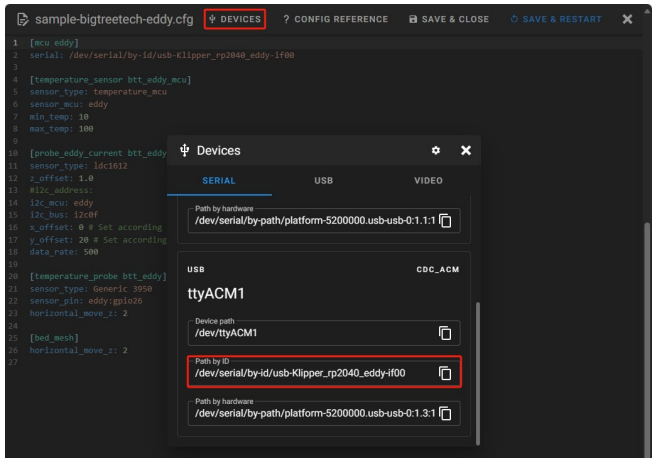 sample-bigtreetech-eddy.cfg DEVICES ? CONFIG REFERENCE SAVE & CLOSE SAVE & RESTART
1 [mcu eddy]
2 serial: /dev/serial/by-id/usb-Klipper_rp2040_eddy-if00
3
4 [temperature_sensor btt_eddy_mcu]
5 sensor_type: temperature_mcu
6 sensor_mcu: eddy
7 min_temp: 10
8 max_temp: 100
9
10 [probe_eddy_current btt_eddy
11 sensor_type: ldc1612
12 z_offset: 1.0
13 #i2c_address:
14 i2c_mcu: eddy
15 i2c_bus: i2c0f
16 x_offset: 0 # Set according
17 y_offset: 20 # Set according
18 data_rate: 500
19
20 [temperature_probe btt_eddy]
21 sensor_type: Generic 3950
22 sensor_pin: eddy:gpio26
23 horizontal_move_z: 2
24
25 [bed_mesh]
26 horizontal_move_z: 2
27
Devices
SERIAL USB VIDEO
Path by hardware
/dev/serial/by-path/platform-5200000.usb-usb-0:1.1:1
USB CDC_ACM
ttyACM1
Device path
/dev/ttyACM1
Path by ID
/dev/serial/by-id/usb-Klipper_rp2040_eddy-if00
Path by hardware
/dev/serial/by-path/platform-5200000.usb-usb-0:1.3:1